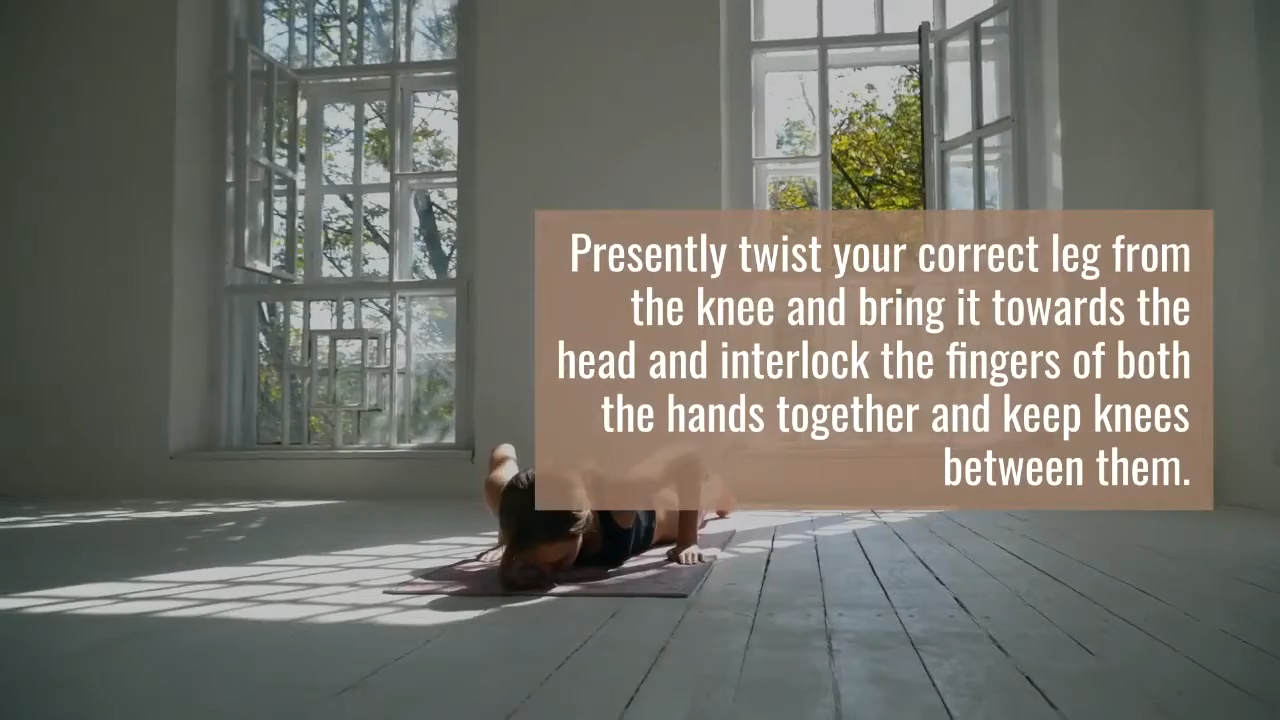 Presently twist your correct leg from
the knee and bring it towards the
head and interlock the fingers of both
the hands together and keep knees
between them.